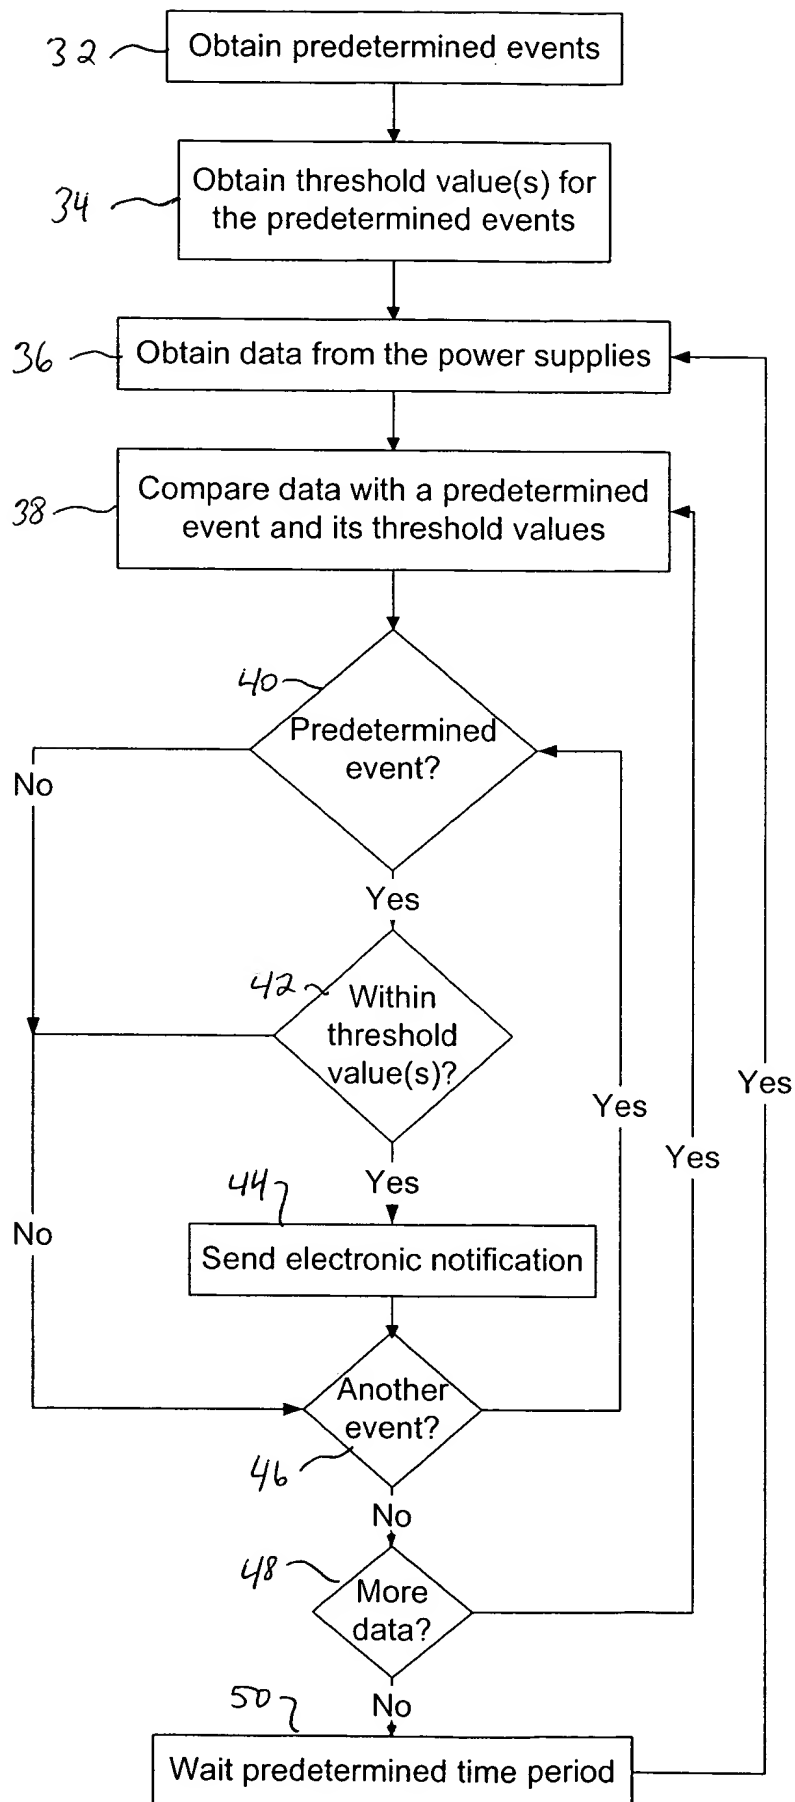 32
Obtain predetermined events
34
Obtain threshold value(s) for
the predetermined events
36
Obtain data from the power supplies
38
Compare data with a predetermined
event and its threshold values
40
Predetermined
event?
No
Yes
42
Within
threshold
value(s)?
Yes
Yes
Yes
Yes
44
No
Send electronic notification
Another
event?
46
No
48
More
data?
No
50
Wait predetermined time period